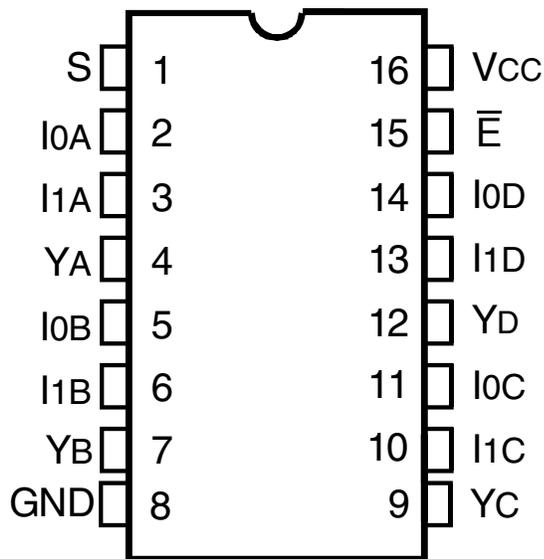 S 1 16 VCC
I0A 2 15 E̅
I1A 3 14 I0D
YA 4 13 I1D
I0B 5 12 YD
I1B 6 11 I0C
YB 7 10 I1C
GND 8 9 YC